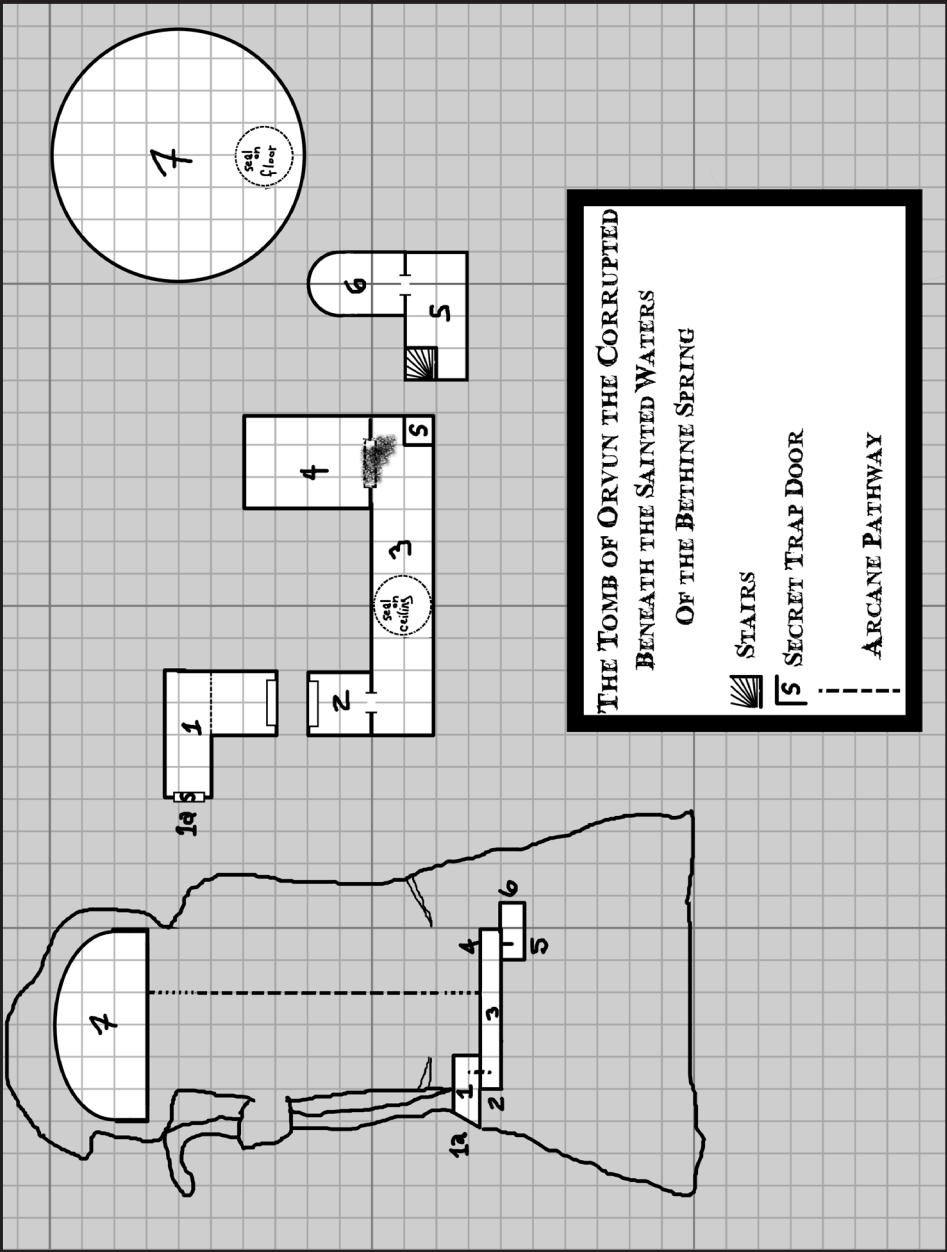 7
1a
1
2
3
4
5
6
1a
S
1
2
seal
on
ceiling
3
4
S
5
6
7
seal
on
floor
The Tomb of Orvun the Corrupted
Beneath the Sainted Waters
Of the Bethine Spring
Stairs
S Secret Trap Door
Arcane Pathway